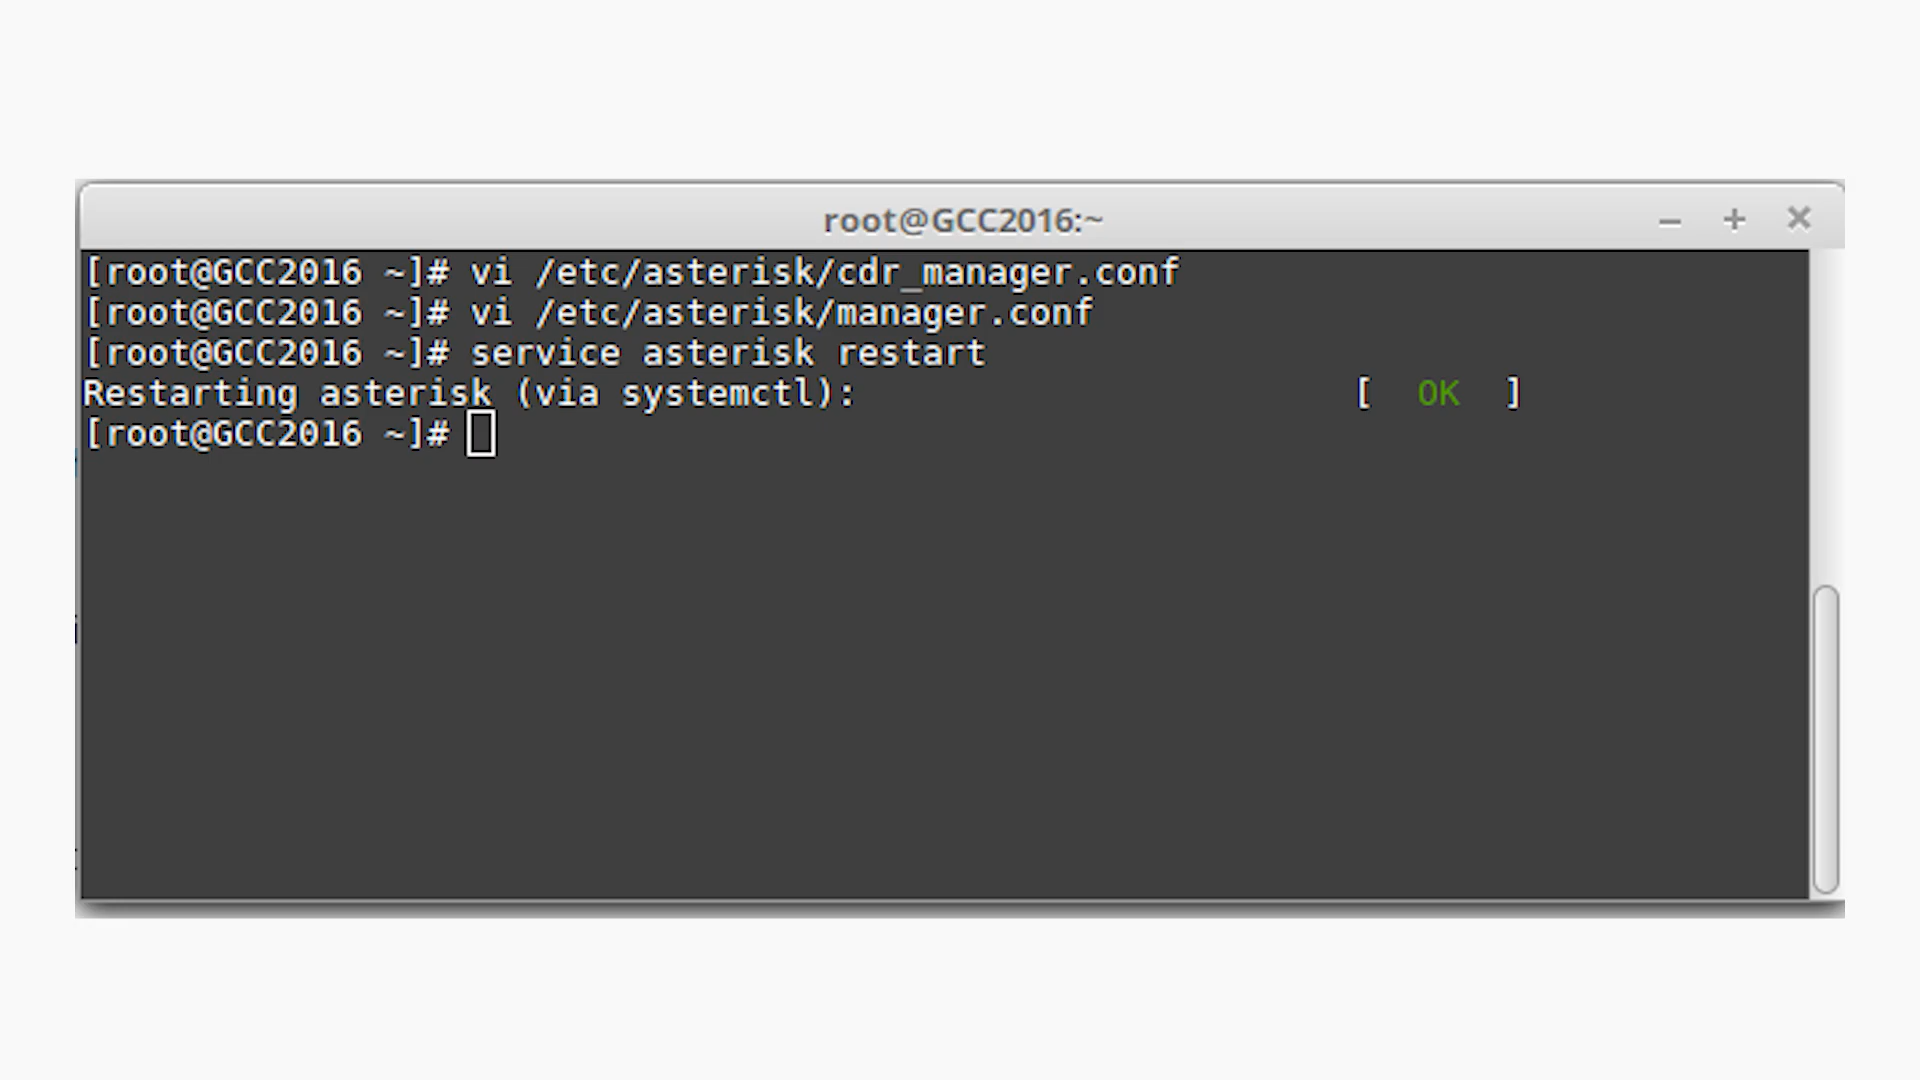 root@GCC2016:~
[root@GCC2016 ~]# vi /etc/asterisk/cdr_manager.conf
[root@GCC2016 ~]# vi /etc/asterisk/manager.conf
[root@GCC2016 ~]# service asterisk restart
Restarting asterisk (via systemctl): [ OK ]
[root@GCC2016 ~]#